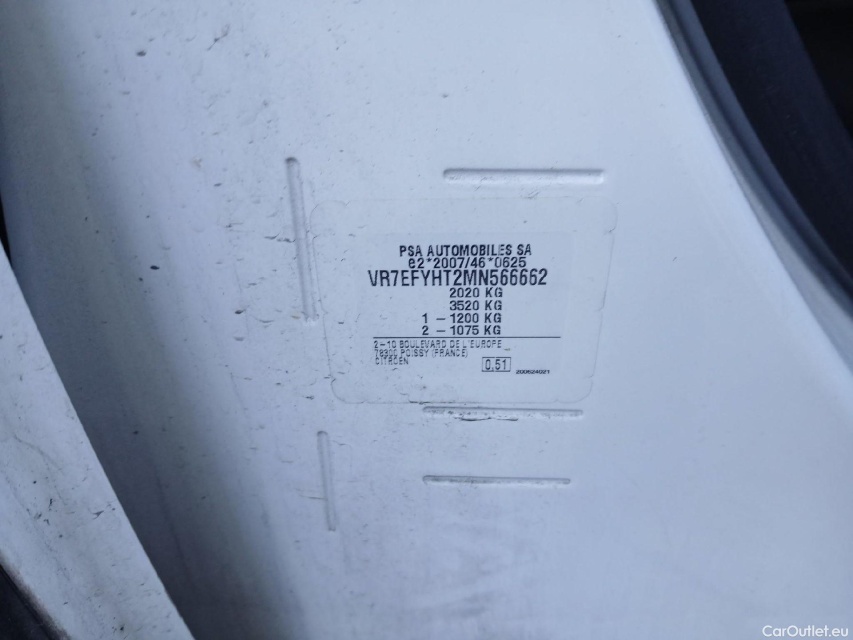 PSA AUTOMOBILES SA
e2*2007/46*0625
VR7EFYHT2MN566662
2020 KG
3520 KG
1 - 1200 KG
2 - 1075 KG
2-10 BOULEVARD DE L'EUROPE
78300 POISSY (FRANCE)
CITROEN
0,51
CarOutlet.eu